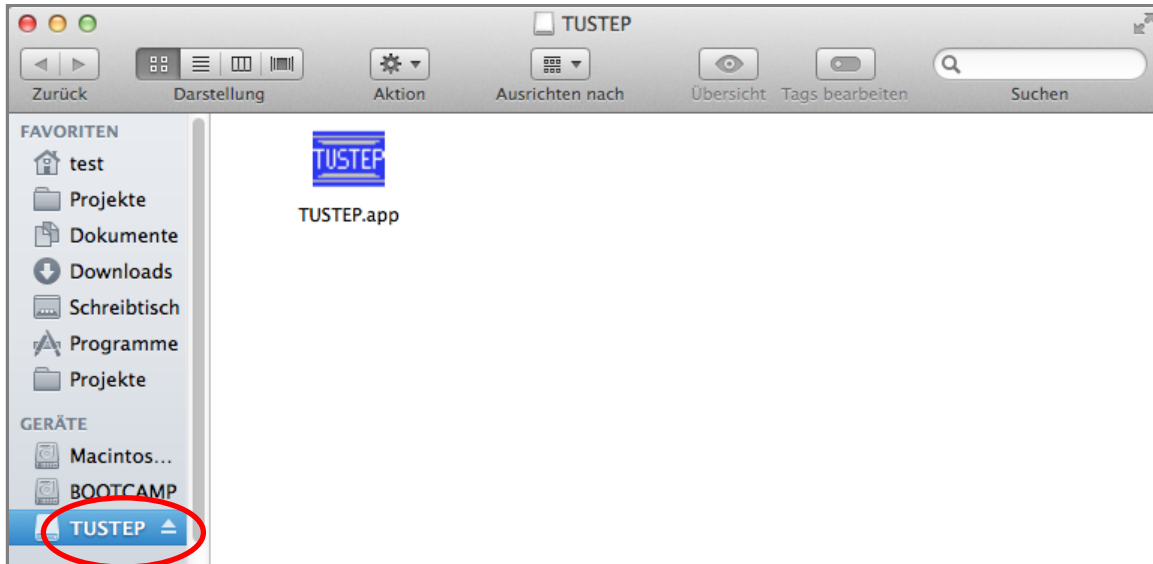 TUSTEP
Zurück Darstellung Aktion Ausrichten nach Übersicht Tags bearbeiten Suchen
FAVORITEN
test
Projekte
Dokumente
Downloads
Schreibtisch
Programme
Projekte
GERÄTE
Macintos...
BOOTCAMP
TUSTEP
TUSTEP
TUSTEP.app